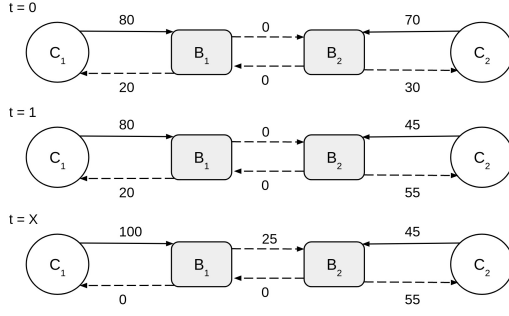 t = 0
80 0 70
C1 B1 B2 C2
20 0 30
t = 1
80 0 45
C1 B1 B2 C2
20 0 55
t = X
100 25 45
C1 B1 B2 C2
0 0 55